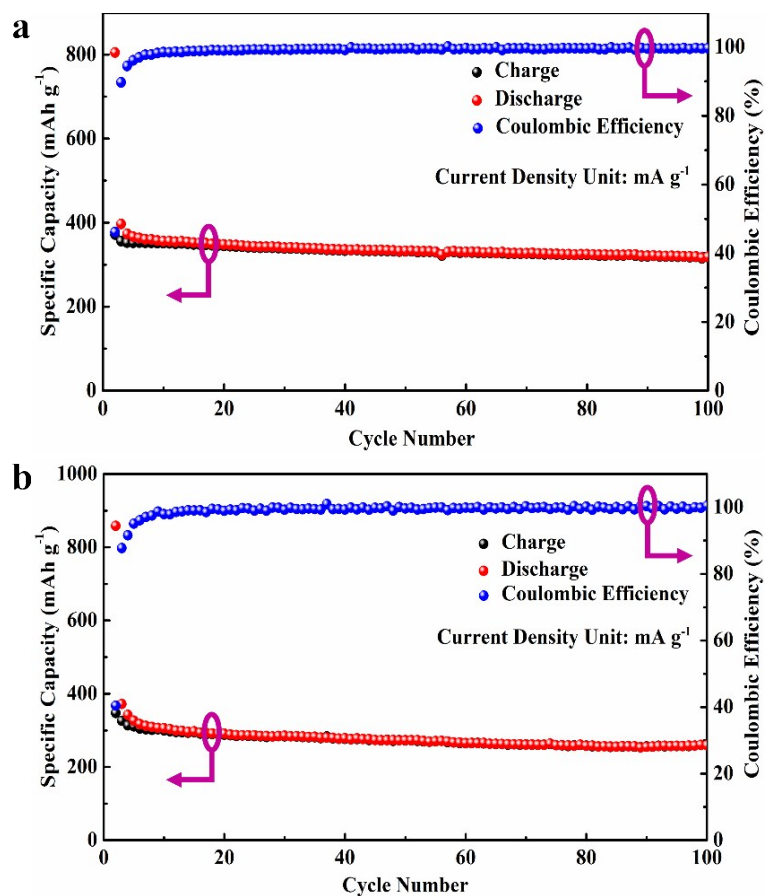 a
800
600
400
200
0
100
80
60
40
20
0
Specific Capacity (mAh g-1)
Coulombic Efficiency (%)
Charge
Discharge
Coulombic Efficiency
Current Density Unit: mA g-1
0 20 40 60 80 100
Cycle Number
b
1000
800
600
400
200
0
100
80
60
40
20
0
Specific Capacity (mAh g-1)
Coulombic Efficiency (%)
Charge
Discharge
Coulombic Efficiency
Current Density Unit: mA g-1
0 20 40 60 80 100
Cycle Number